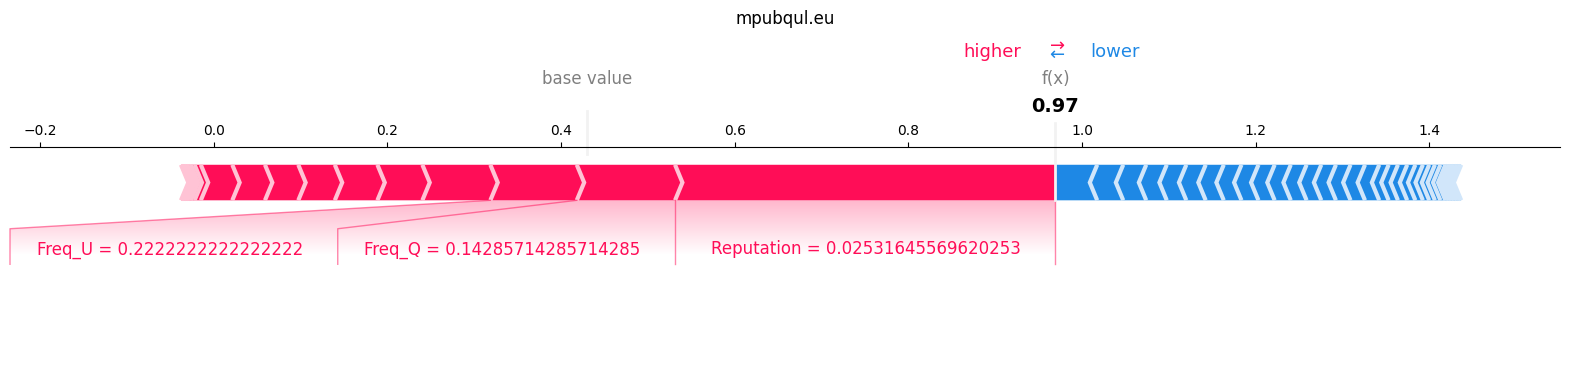 mpubqul.eu
higher → ← lower
base value f(x)
0.97
−0.2 0.0 0.2 0.4 0.6 0.8 1.0 1.2 1.4
Freq_U = 0.2222222222222222 Freq_Q = 0.14285714285714285 Reputation = 0.02531645569620253